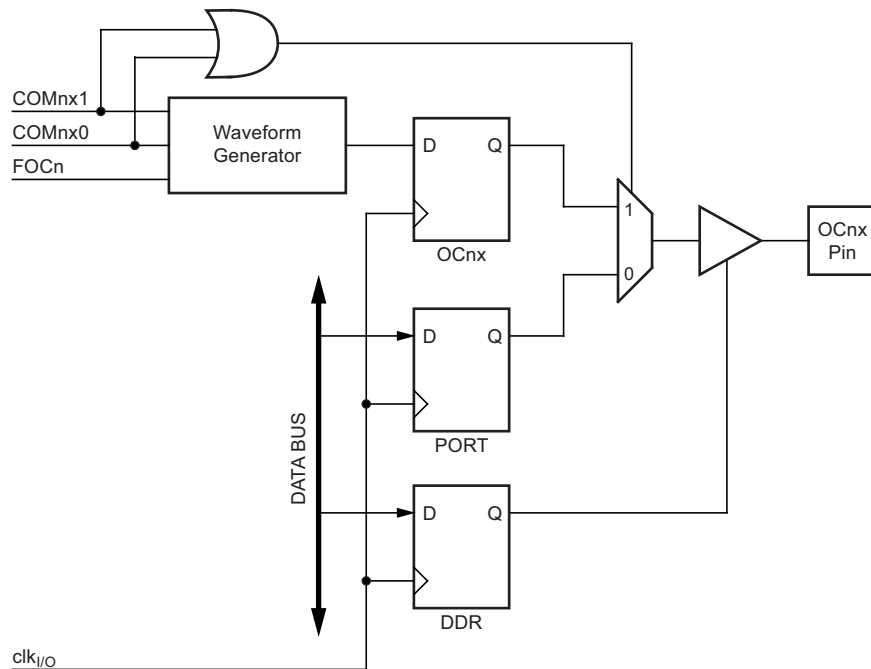 COMnx1
COMnx0
FOCn
Waveform
Generator
D
Q
OCnx
1
0
OCnx
Pin
D
Q
PORT
DATA BUS
D
Q
DDR
clkI/O